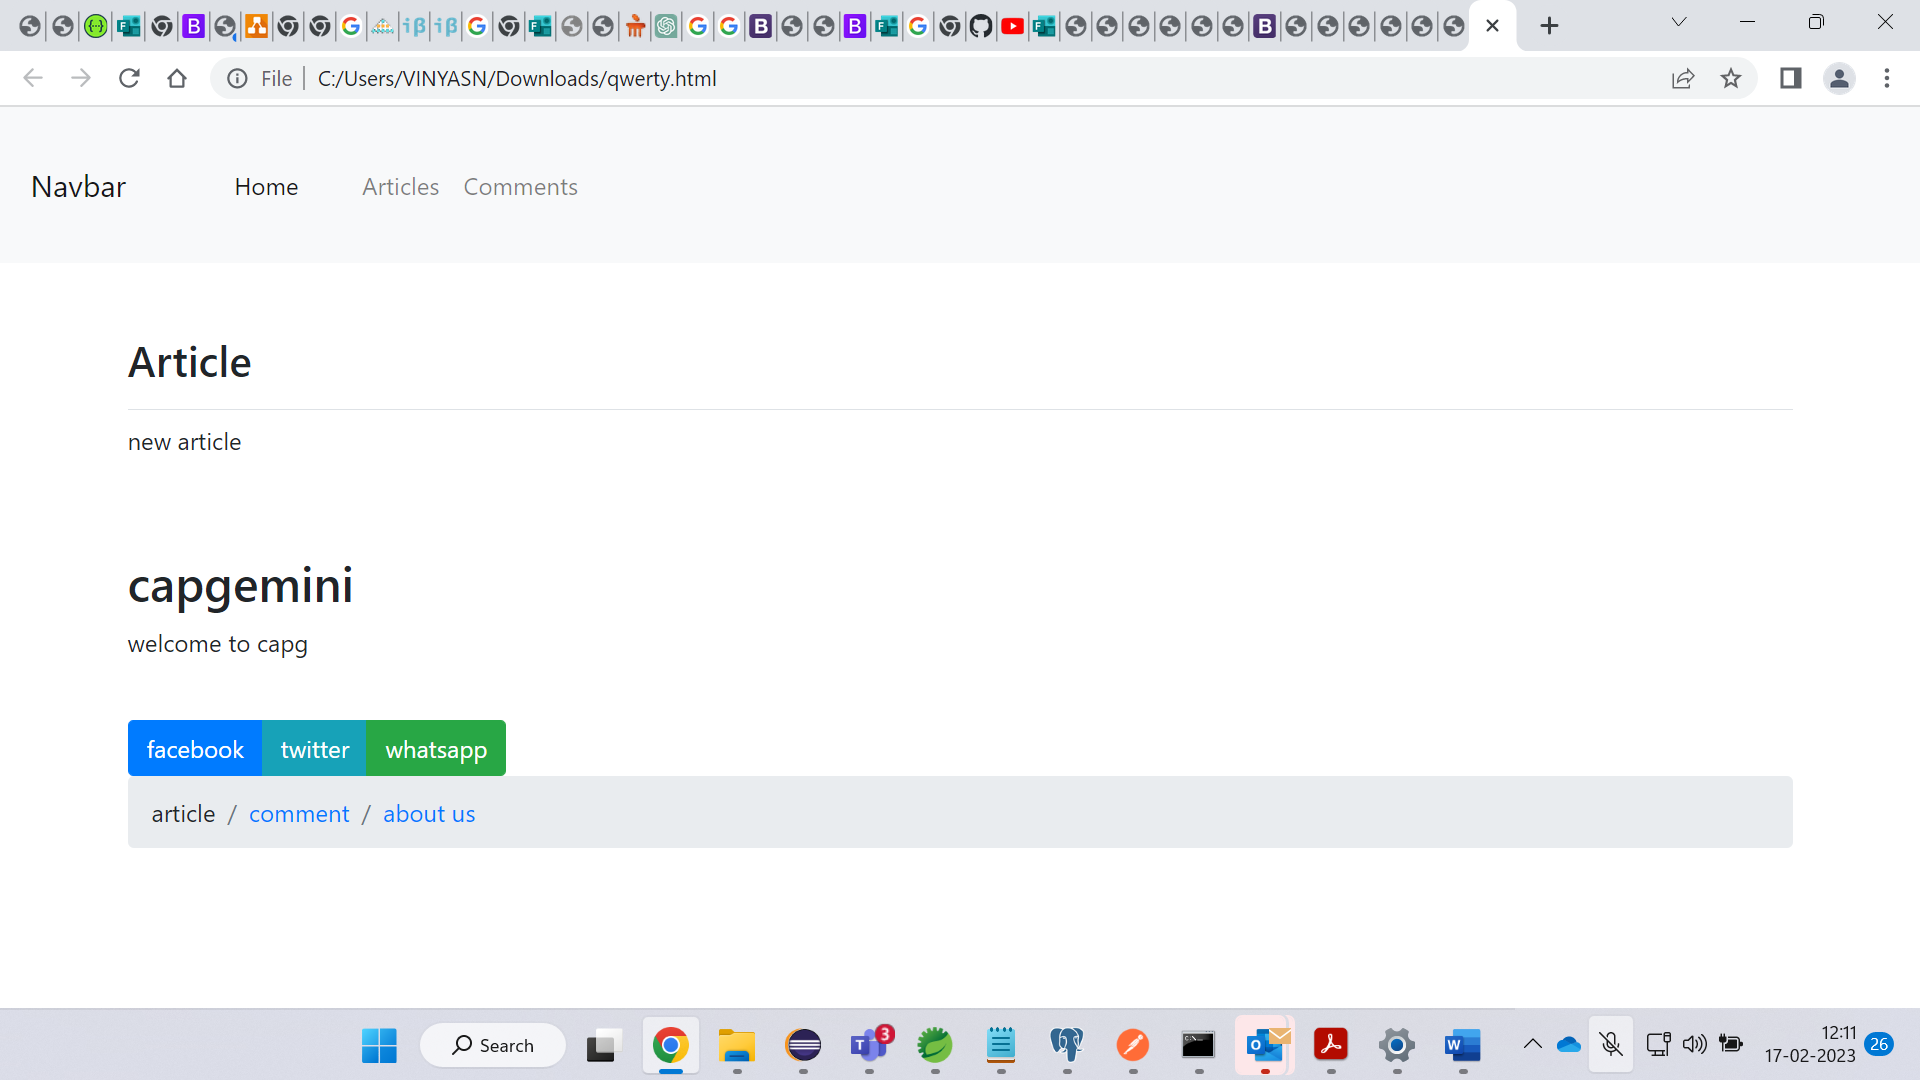 File C:/Users/VINYASN/Downloads/qwerty.html
Navbar Home Articles Comments
Article
new article
capgemini
welcome to capg
facebook twitter whatsapp
article / comment / about us
3
Search
12:11
17-02-2023 26